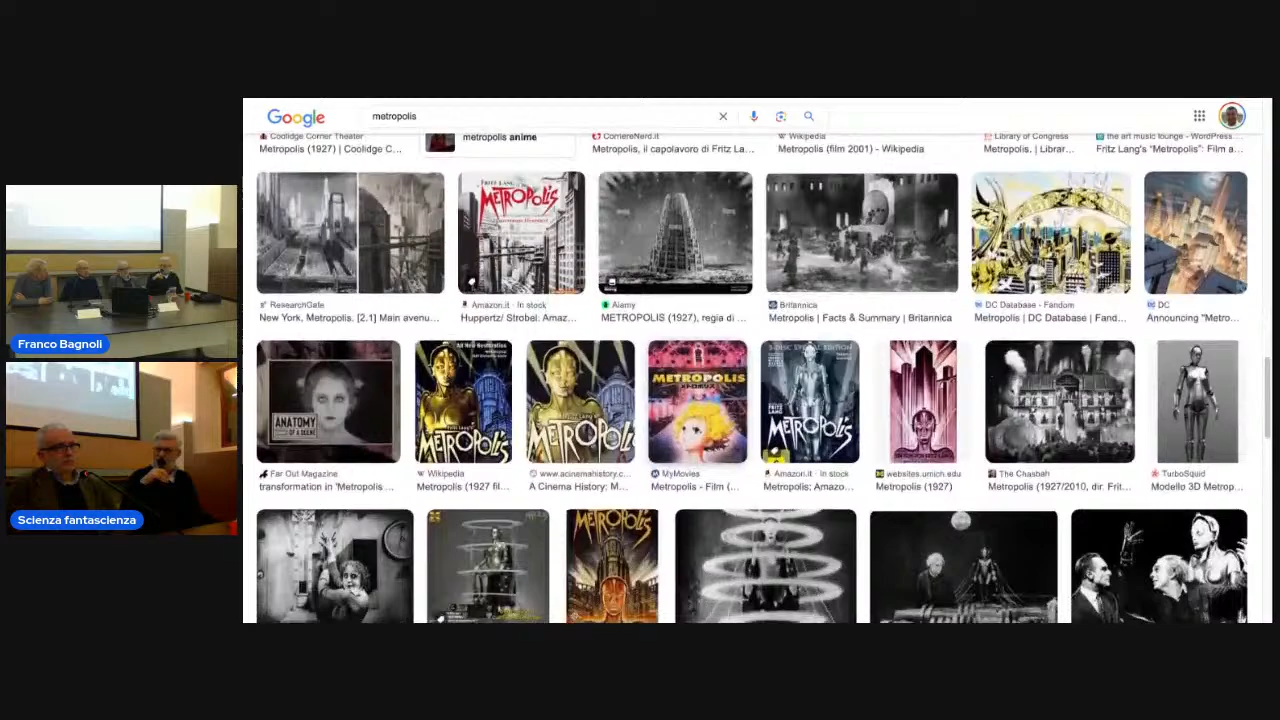 Google
metropolis
Coolidge Corner Theater
metropolis anime
CorriereNerd.it
Wikipedia
Library of Congress
the art music lounge - WordPress....
Metropolis (1927) | Coolidge C...
Metropolis, il capolavoro di Fritz La...
Metropolis (film 2001) - Wikipedia
Metropolis. | Librar...
Fritz Lang's "Metropolis": Film a...
FRITZ LANG
METROPOLIS
ResearchGate
Amazon.it · In stock
Alamy
Britannica
DC Database - Fandom
DC
New York, Metropolis. [2.1] Main avenu...
Huppertz/ Strobel: Amaz...
METROPOLIS (1927), regia di ...
Metropolis | Facts & Summary | Britannica
Metropolis | DC Database | Fand...
Announcing "Metro...
Franco Bagnoli
ANATOMY
OF A SCENE
METROPOLIS
METROPOLIS
METROPOLIS
METROPOLIS
Far Out Magazine
Wikipedia
www.acinemahistory.c...
MyMovies
Amazon.it · In stock
websites.umich.edu
The Chasbah
TurboSquid
transformation in 'Metropolis ...
Metropolis (1927 fil...
A Cinema History: M...
Metropolis - Film (...
Metropolis: Amazo...
Metropolis (1927)
Metropolis (1927/2010, dir. Frit...
Modello 3D Metrop...
Scienza fantascienza
METROPOLIS